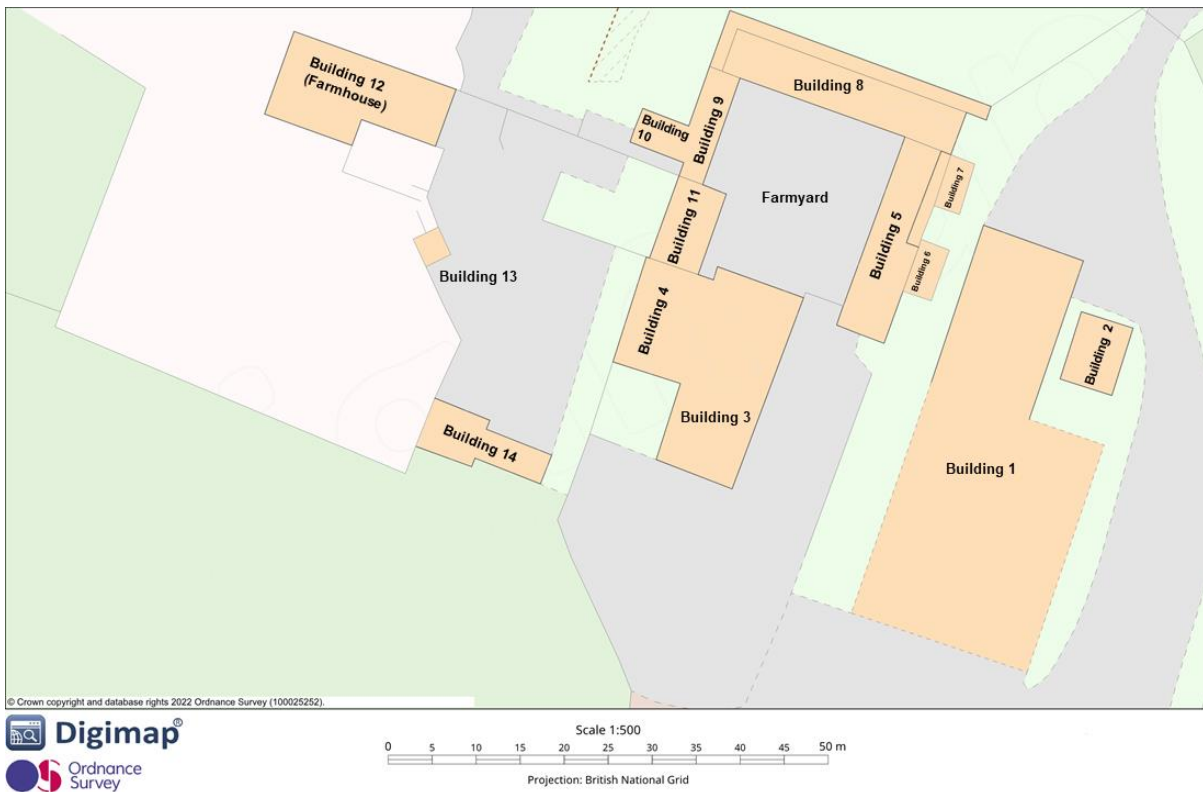 Building 12
(Farmhouse)
Building 8
Building
10
Building 9
Building 7
Farmyard
Building 11
Building 5
Building 6
Building 13
Building 4
Building 2
Building 3
Building 14
Building 1
© Crown copyright and database rights 2022 Ordnance Survey (100025252).
Digimap®
Ordnance
Survey
Scale 1:500
0 5 10 15 20 25 30 35 40 45 50 m
Projection: British National Grid